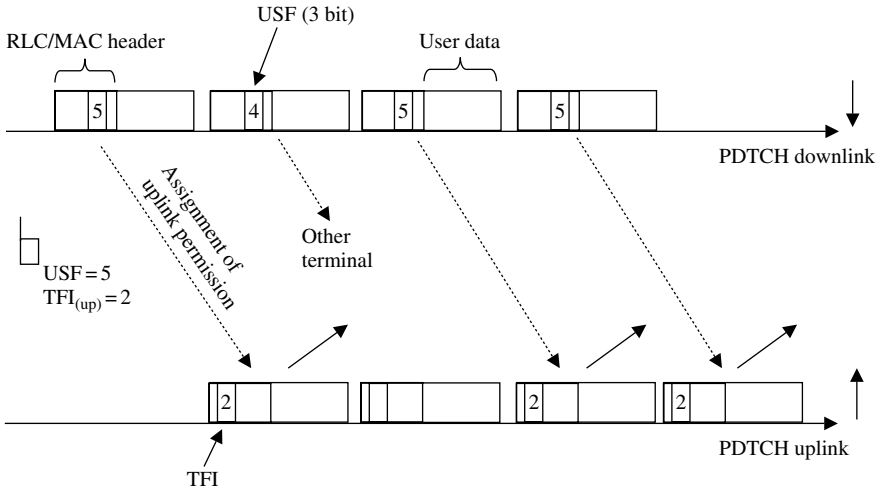 USF (3 bit)
RLC/MAC header
User data
5
4
5
5
PDTCH downlink
Assignment of
uplink permission
Other
terminal
USF = 5
TFI(up) = 2
2
2
2
PDTCH uplink
TFI